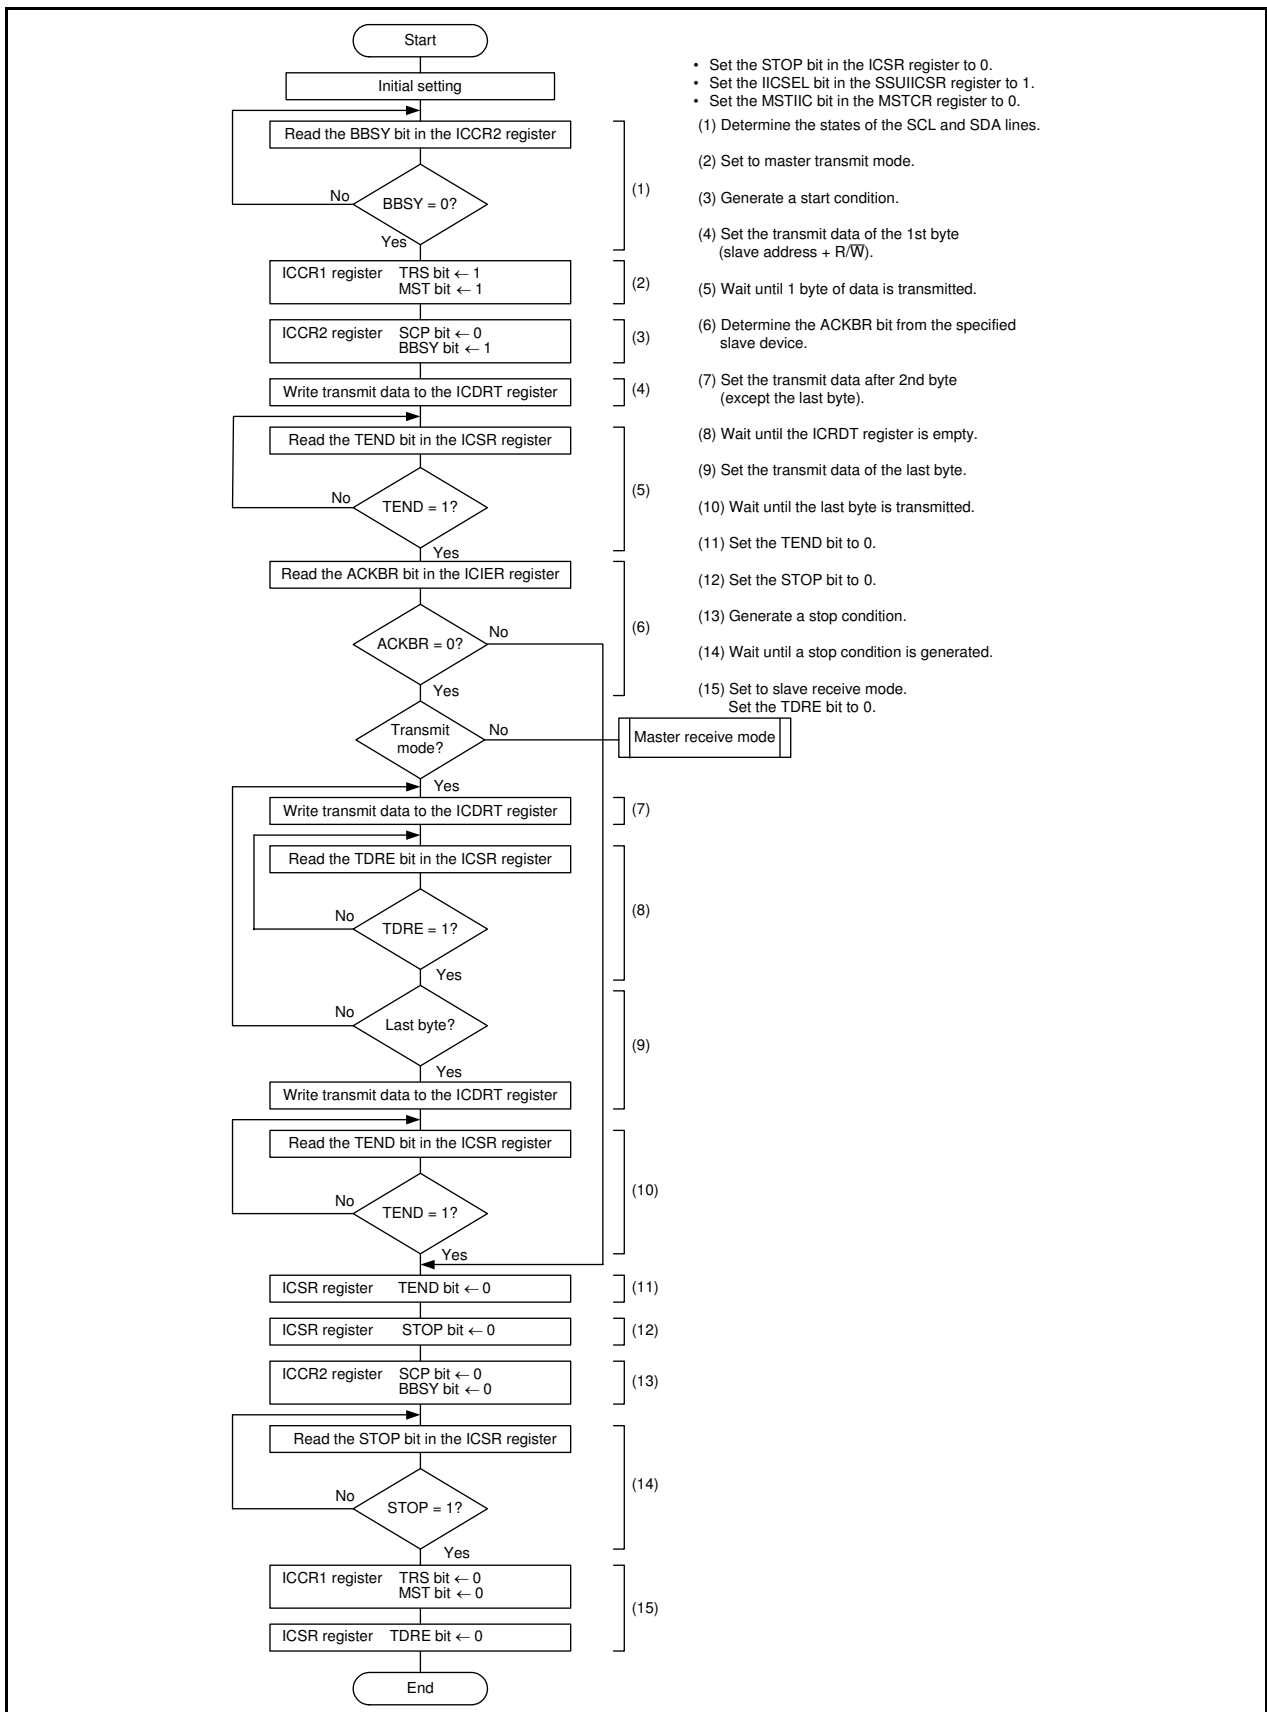 Start
Initial setting
Read the BBSY bit in the ICCR2 register
BBSY = 0?
No
Yes
(1)
ICCR1 register TRS bit ← 1
MST bit ← 1
(2)
ICCR2 register SCP bit ← 0
BBSY bit ← 1
(3)
Write transmit data to the ICDRT register
(4)
Read the TEND bit in the ICSR register
No
TEND = 1?
(5)
Yes
Read the ACKBR bit in the ICIER register
ACKBR = 0?
No
(6)
Yes
Transmit
mode?
No
Master receive mode
Yes
Write transmit data to the ICDRT register
(7)
Read the TDRE bit in the ICSR register
No
TDRE = 1?
(8)
Yes
No
Last byte?
(9)
Yes
Write transmit data to the ICDRT register
Read the TEND bit in the ICSR register
No
TEND = 1?
(10)
Yes
ICSR register TEND bit ← 0
(11)
ICSR register STOP bit ← 0
(12)
ICCR2 register SCP bit ← 0
BBSY bit ← 0
(13)
Read the STOP bit in the ICSR register
No
STOP = 1?
(14)
Yes
ICCR1 register TRS bit ← 0
MST bit ← 0
(15)
ICSR register TDRE bit ← 0
End
• Set the STOP bit in the ICSR register to 0.
• Set the IICSEL bit in the SSUIICSR register to 1.
• Set the MSTIIC bit in the MSTCR register to 0.
(1) Determine the states of the SCL and SDA lines.
(2) Set to master transmit mode.
(3) Generate a start condition.
(4) Set the transmit data of the 1st byte
(slave address + R/W̅).
(5) Wait until 1 byte of data is transmitted.
(6) Determine the ACKBR bit from the specified
slave device.
(7) Set the transmit data after 2nd byte
(except the last byte).
(8) Wait until the ICRDT register is empty.
(9) Set the transmit data of the last byte.
(10) Wait until the last byte is transmitted.
(11) Set the TEND bit to 0.
(12) Set the STOP bit to 0.
(13) Generate a stop condition.
(14) Wait until a stop condition is generated.
(15) Set to slave receive mode.
Set the TDRE bit to 0.